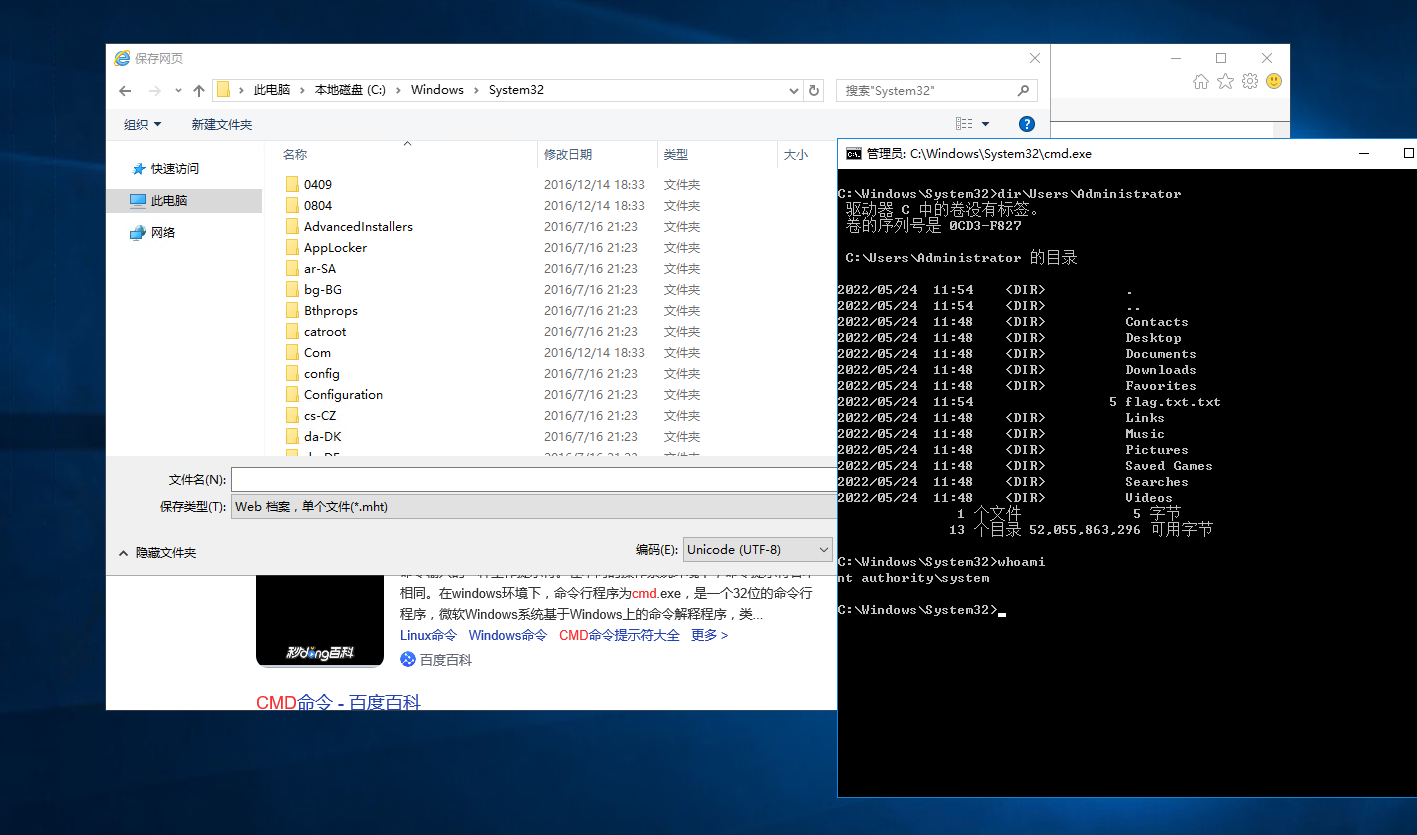 保存网页
此电脑 本地磁盘 (C:) Windows System32
搜索"System32"
组织 新建文件夹
快速访问
此电脑
网络
名称 修改日期 类型 大小
0409 2016/12/14 18:33 文件夹
0804 2016/12/14 18:33 文件夹
AdvancedInstallers 2016/7/16 21:23 文件夹
AppLocker 2016/7/16 21:23 文件夹
ar-SA 2016/7/16 21:23 文件夹
bg-BG 2016/7/16 21:23 文件夹
Bthprops 2016/7/16 21:23 文件夹
catroot 2016/7/16 21:23 文件夹
Com 2016/12/14 18:33 文件夹
config 2016/7/16 21:23 文件夹
Configuration 2016/7/16 21:23 文件夹
cs-CZ 2016/7/16 21:23 文件夹
da-DK 2016/7/16 21:23 文件夹
文件名(N):
保存类型(T): Web 档案，单个文件(*.mht)
隐藏文件夹
编码(E): Unicode (UTF-8)
相同。在windows环境下，命令行程序为cmd.exe，是一个32位的命令行
程序，微软Windows系统基于Windows上的命令解释程序，类...
Linux命令 Windows命令 CMD命令提示符大全 更多 >
秒dong百科
百度百科
CMD命令 - 百度百科
管理员: C:\Windows\System32\cmd.exe
C:\Windows\System32>dir\Users\Administrator
驱动器 C 中的卷没有标签。
卷的序列号是 0CD3-F827
C:\Users\Administrator 的目录
2022/05/24 11:54 <DIR> .
2022/05/24 11:54 <DIR> ..
2022/05/24 11:48 <DIR> Contacts
2022/05/24 11:48 <DIR> Desktop
2022/05/24 11:48 <DIR> Documents
2022/05/24 11:48 <DIR> Downloads
2022/05/24 11:48 <DIR> Favorites
2022/05/24 11:54 5 flag.txt.txt
2022/05/24 11:48 <DIR> Links
2022/05/24 11:48 <DIR> Music
2022/05/24 11:48 <DIR> Pictures
2022/05/24 11:48 <DIR> Saved Games
2022/05/24 11:48 <DIR> Searches
2022/05/24 11:48 <DIR> Videos
1 个文件 5 字节
13 个目录 52,055,863,296 可用字节
C:\Windows\System32>whoami
nt authority\system
C:\Windows\System32>